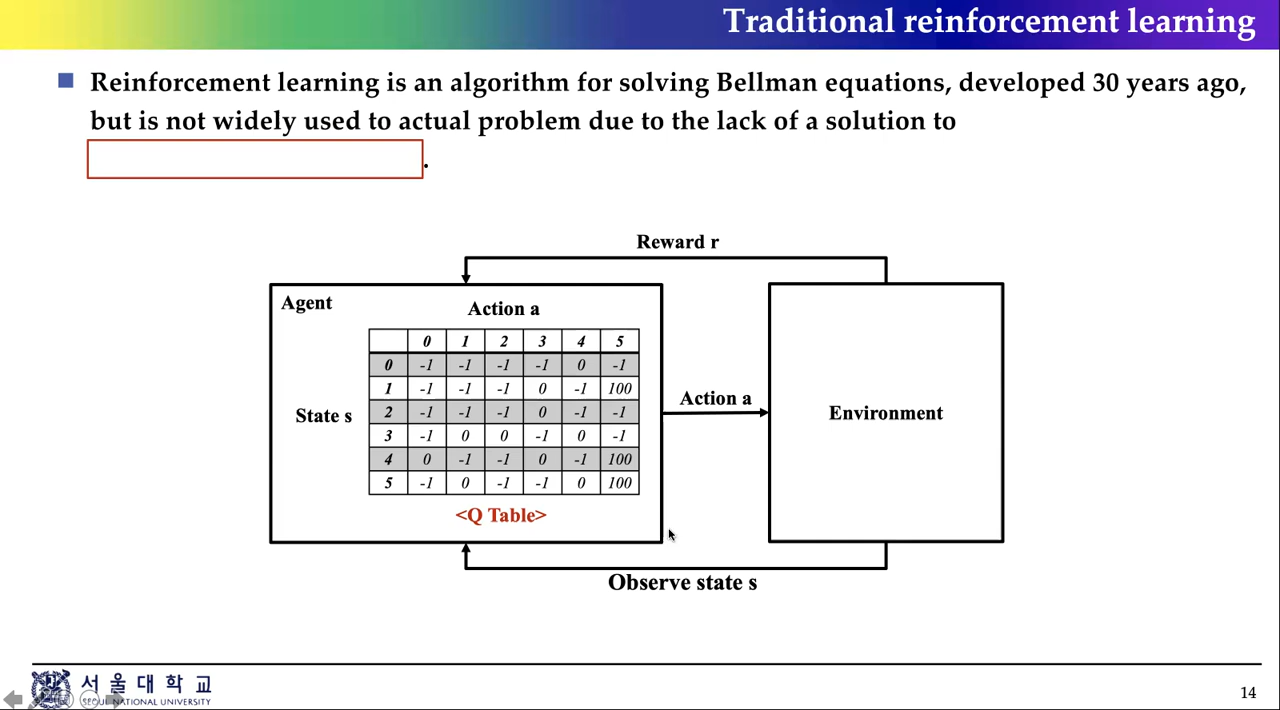 Traditional reinforcement learning
Reinforcement learning is an algorithm for solving Bellman equations, developed 30 years ago,
but is not widely used to actual problem due to the lack of a solution to
.
Reward r
Agent
Action a
0 1 2 3 4 5
0 -1 -1 -1 -1 0 -1
1 -1 -1 -1 0 -1 100
2 -1 -1 -1 0 -1 -1
3 -1 0 0 -1 0 -1
4 0 -1 -1 0 -1 100
5 -1 0 -1 -1 0 100
State s
<Q Table>
Action a
Environment
Observe state s
서울대학교
SEOUL NATIONAL UNIVERSITY
14